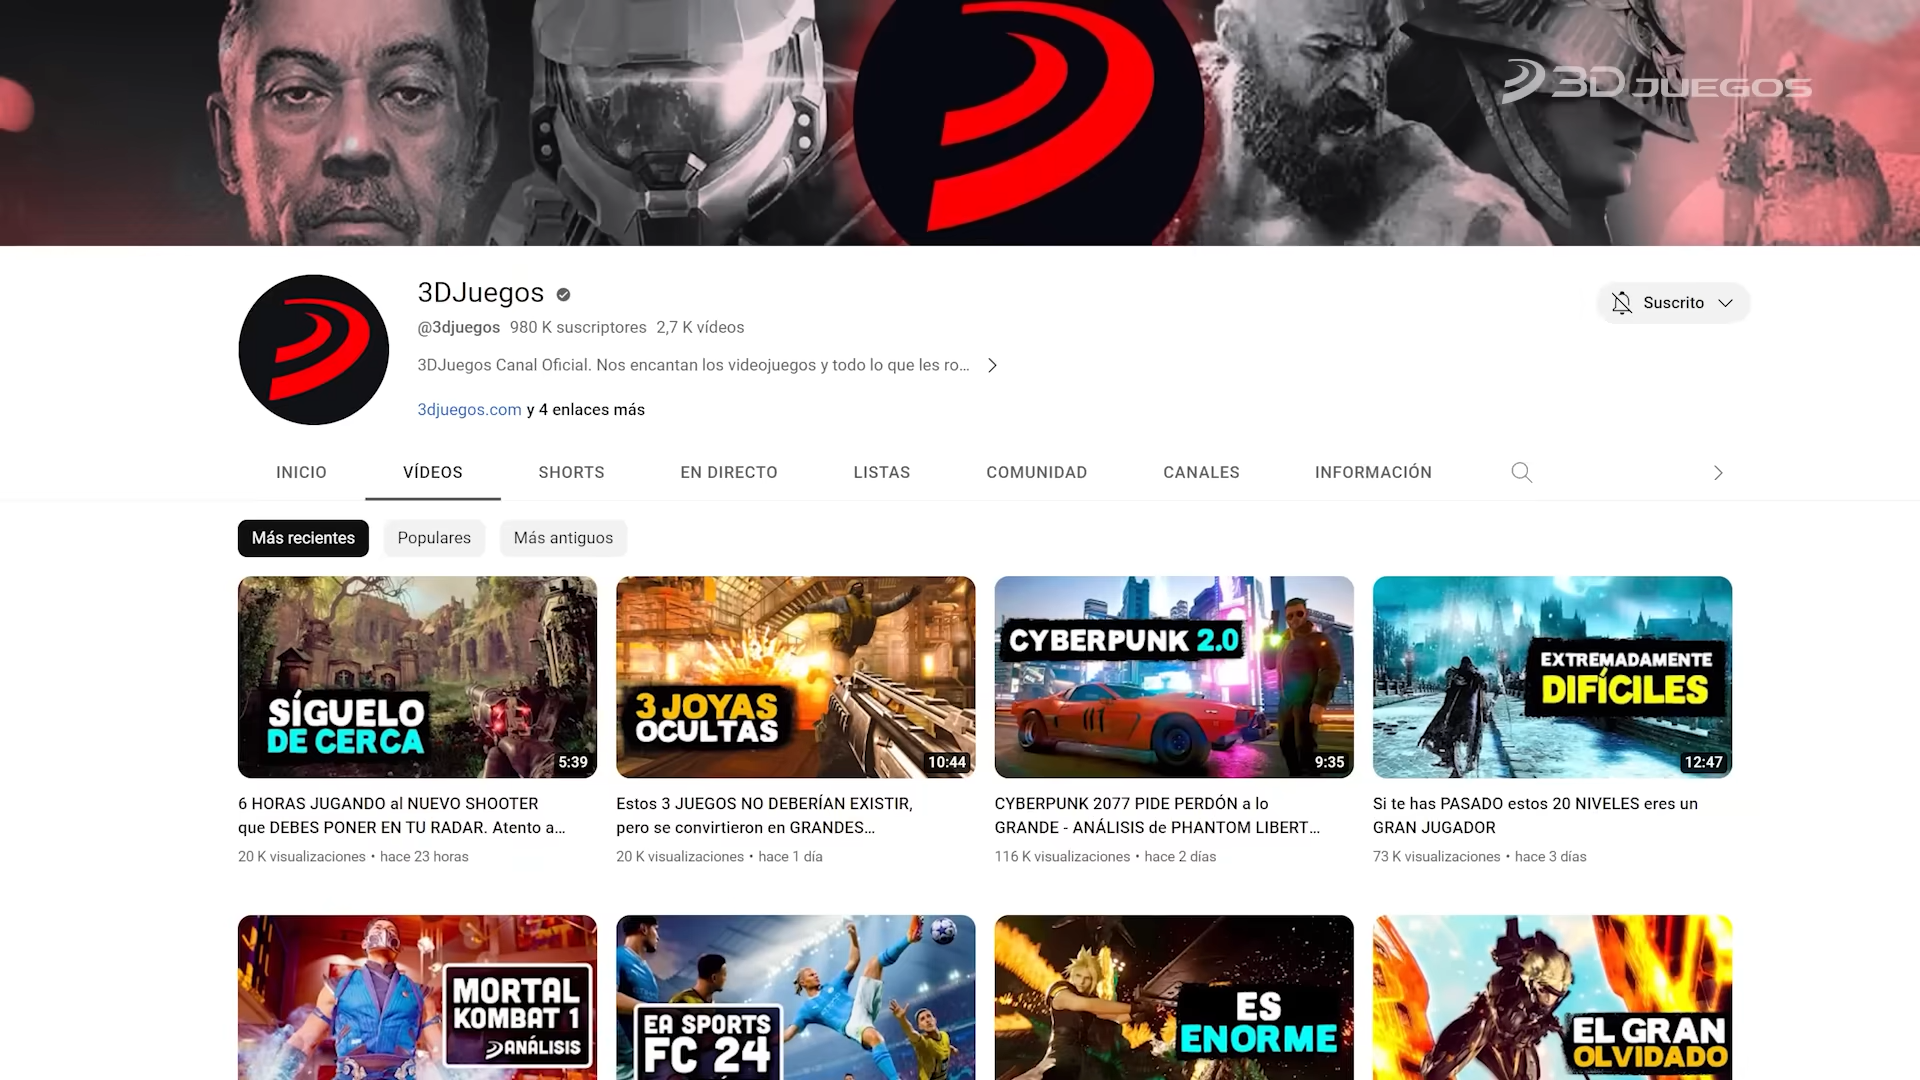 3DJUEGOS
3DJuegos
@3djuegos 980 K suscriptores 2,7 K vídeos
3DJuegos Canal Oficial. Nos encantan los videojuegos y todo lo que les ro...
3djuegos.com y 4 enlaces más
Suscrito
INICIO VÍDEOS SHORTS EN DIRECTO LISTAS COMUNIDAD CANALES INFORMACIÓN
Más recientes Populares Más antiguos
SÍGUELO
DE CERCA
5:39
3 JOYAS
OCULTAS
10:44
CYBERPUNK 2.0
111
9:35
EXTREMADAMENTE
DIFÍCILES
12:47
6 HORAS JUGANDO al NUEVO SHOOTER
que DEBES PONER EN TU RADAR. Atento a...
20 K visualizaciones • hace 23 horas
Estos 3 JUEGOS NO DEBERÍAN EXISTIR,
pero se convirtieron en GRANDES...
20 K visualizaciones • hace 1 día
CYBERPUNK 2077 PIDE PERDÓN a lo
GRANDE - ANÁLISIS de PHANTOM LIBERT...
116 K visualizaciones • hace 2 días
Si te has PASADO estos 20 NIVELES eres un
GRAN JUGADOR
73 K visualizaciones • hace 3 días
MORTAL
KOMBAT 1
ANÁLISIS
EA SPORTS
FC 24
ES
ENORME
EL GRAN
OLVIDADO